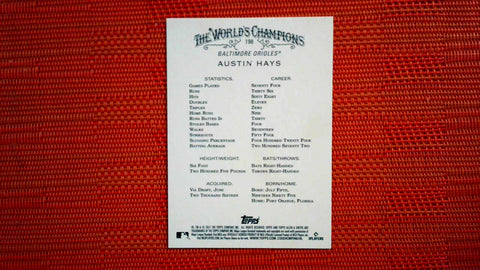 THE WORLD'S CHAMPIONS
198
BALTIMORE ORIOLES®
AUSTIN HAYS
STATISTICS. CAREER.
GAMES PLAYED SEVENTY FOUR
RUNS THIRTY SIX
HITS SIXTY EIGHT
DOUBLES ELEVEN
TRIPLES ZERO
HOME RUNS NINE
RUNS BATTED IN THIRTY
STOLEN BASES FOUR
WALKS SEVENTEEN
STRIKEOUTS FIFTY FOUR
SLUGGING PERCENTAGE FOUR HUNDRED TWENTY
BATTING AVERAGE TWO HUNDRED SEVENTY TWO
HEIGHT/WEIGHT. BATS/THROWS.
SIX FOOT BATS RIGHT-HANDED
TWO HUNDRED FIVE POUNDS THROWS RIGHT-HANDED
ACQUIRED. BORN/HOME.
VIA DRAFT, JUNE BORN: JULY FIFTH,
TWO THOUSAND SIXTEEN NINETEEN NINETY FIVE
HOME: PORT ORANGE, FLORIDA
TOPPS
PLAYERS